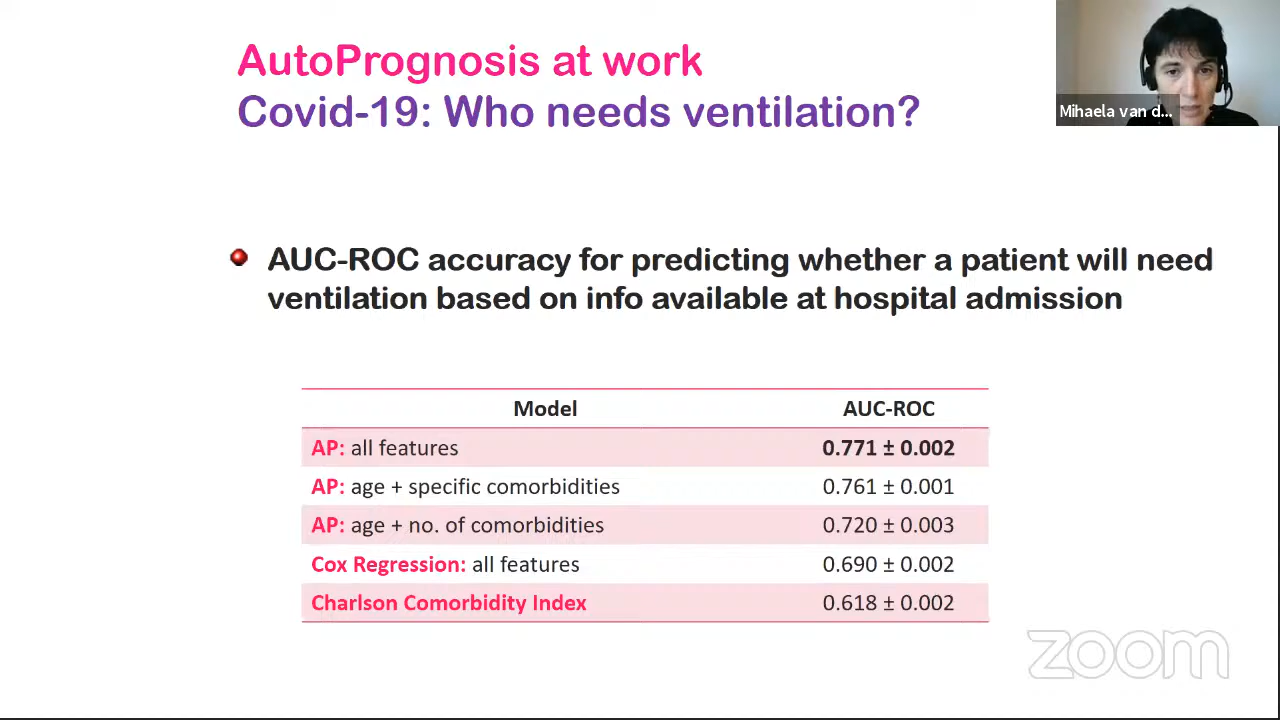 AutoPrognosis at work
Covid-19: Who needs ventilation?
Mihaela van d...
AUC-ROC accuracy for predicting whether a patient will need
ventilation based on info available at hospital admission
Model AUC-ROC
AP: all features 0.771 ± 0.002
AP: age + specific comorbidities 0.761 ± 0.001
AP: age + no. of comorbidities 0.720 ± 0.003
Cox Regression: all features 0.690 ± 0.002
Charlson Comorbidity Index 0.618 ± 0.002
zoom